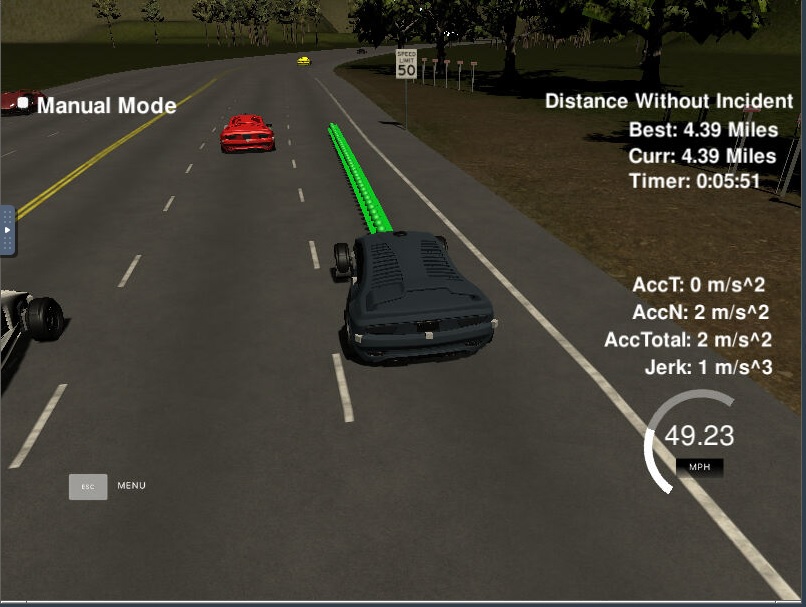 SPEED
LIMIT
50
Manual Mode
Distance Without Incident
Best: 4.39 Miles
Curr: 4.39 Miles
Timer: 0:05:51
AccT: 0 m/s^2
AccN: 2 m/s^2
AccTotal: 2 m/s^2
Jerk: 1 m/s^3
49.23
MPH
ESC MENU